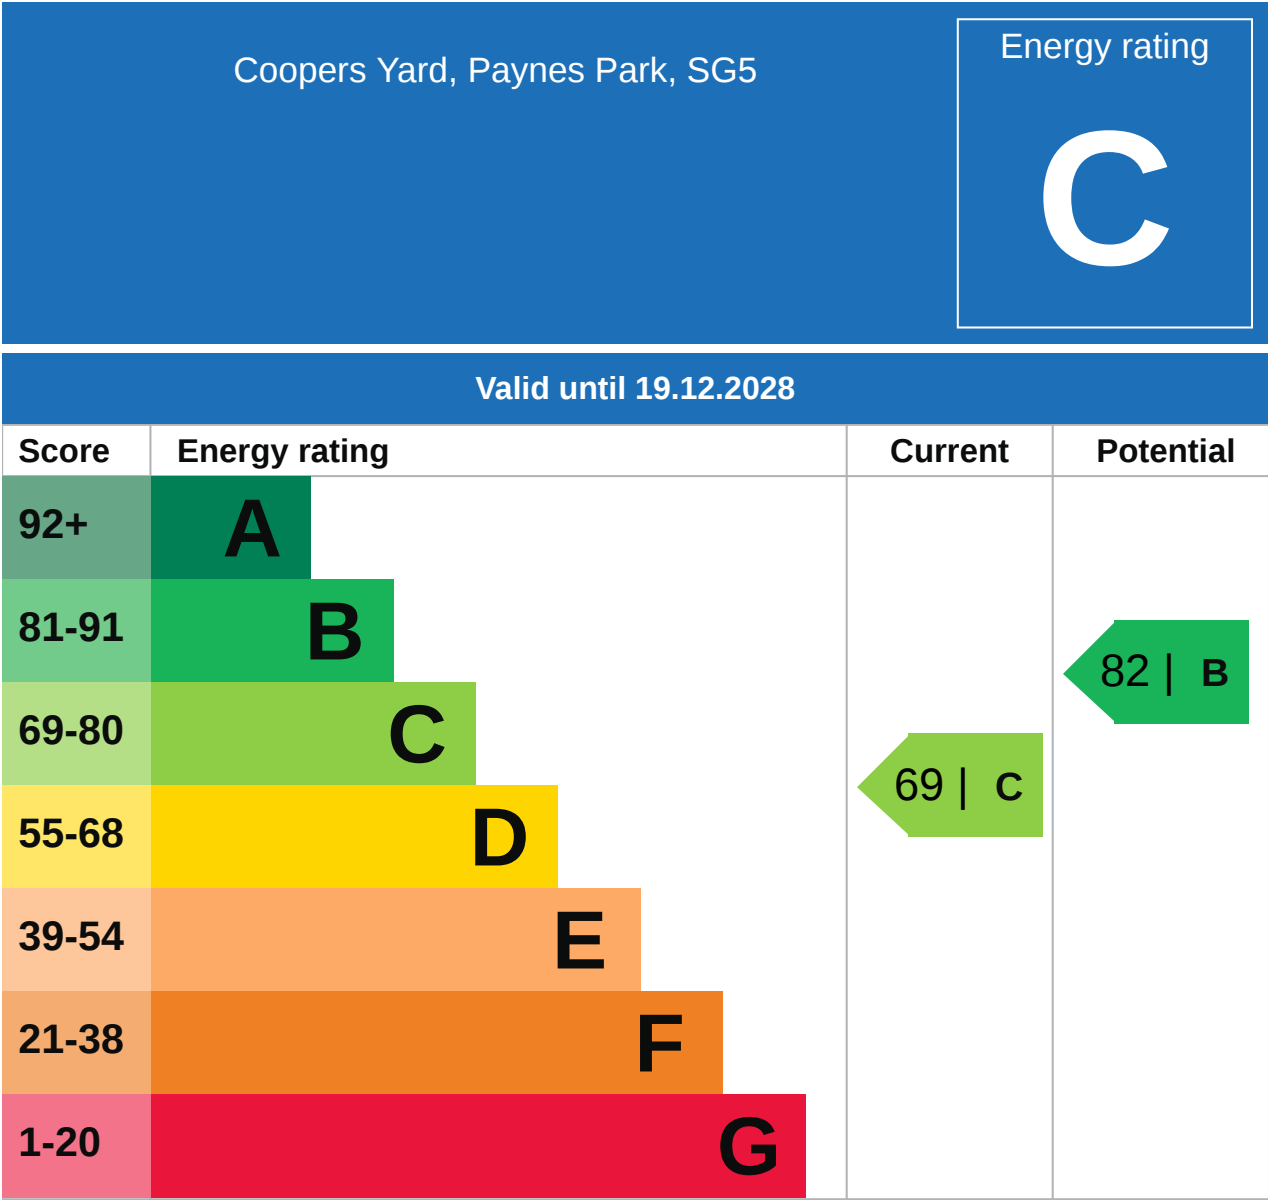 Coopers Yard, Paynes Park, SG5
Energy rating
C
Valid until 19.12.2028
Score Energy rating Current Potential
92+ A
81-91 B
82 | B
69-80 C
69 | C
55-68 D
39-54 E
21-38 F
1-20 G